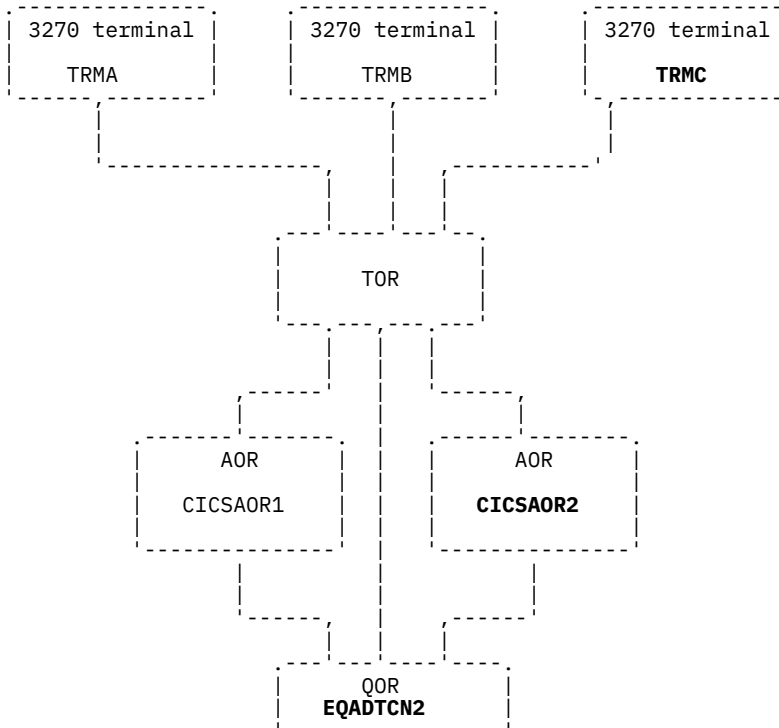 3270 terminal 3270 terminal 3270 terminal
TRMA TRMB TRMC
TOR
AOR AOR
CICSAOR1 CICSAOR2
QOR
EQADTCN2